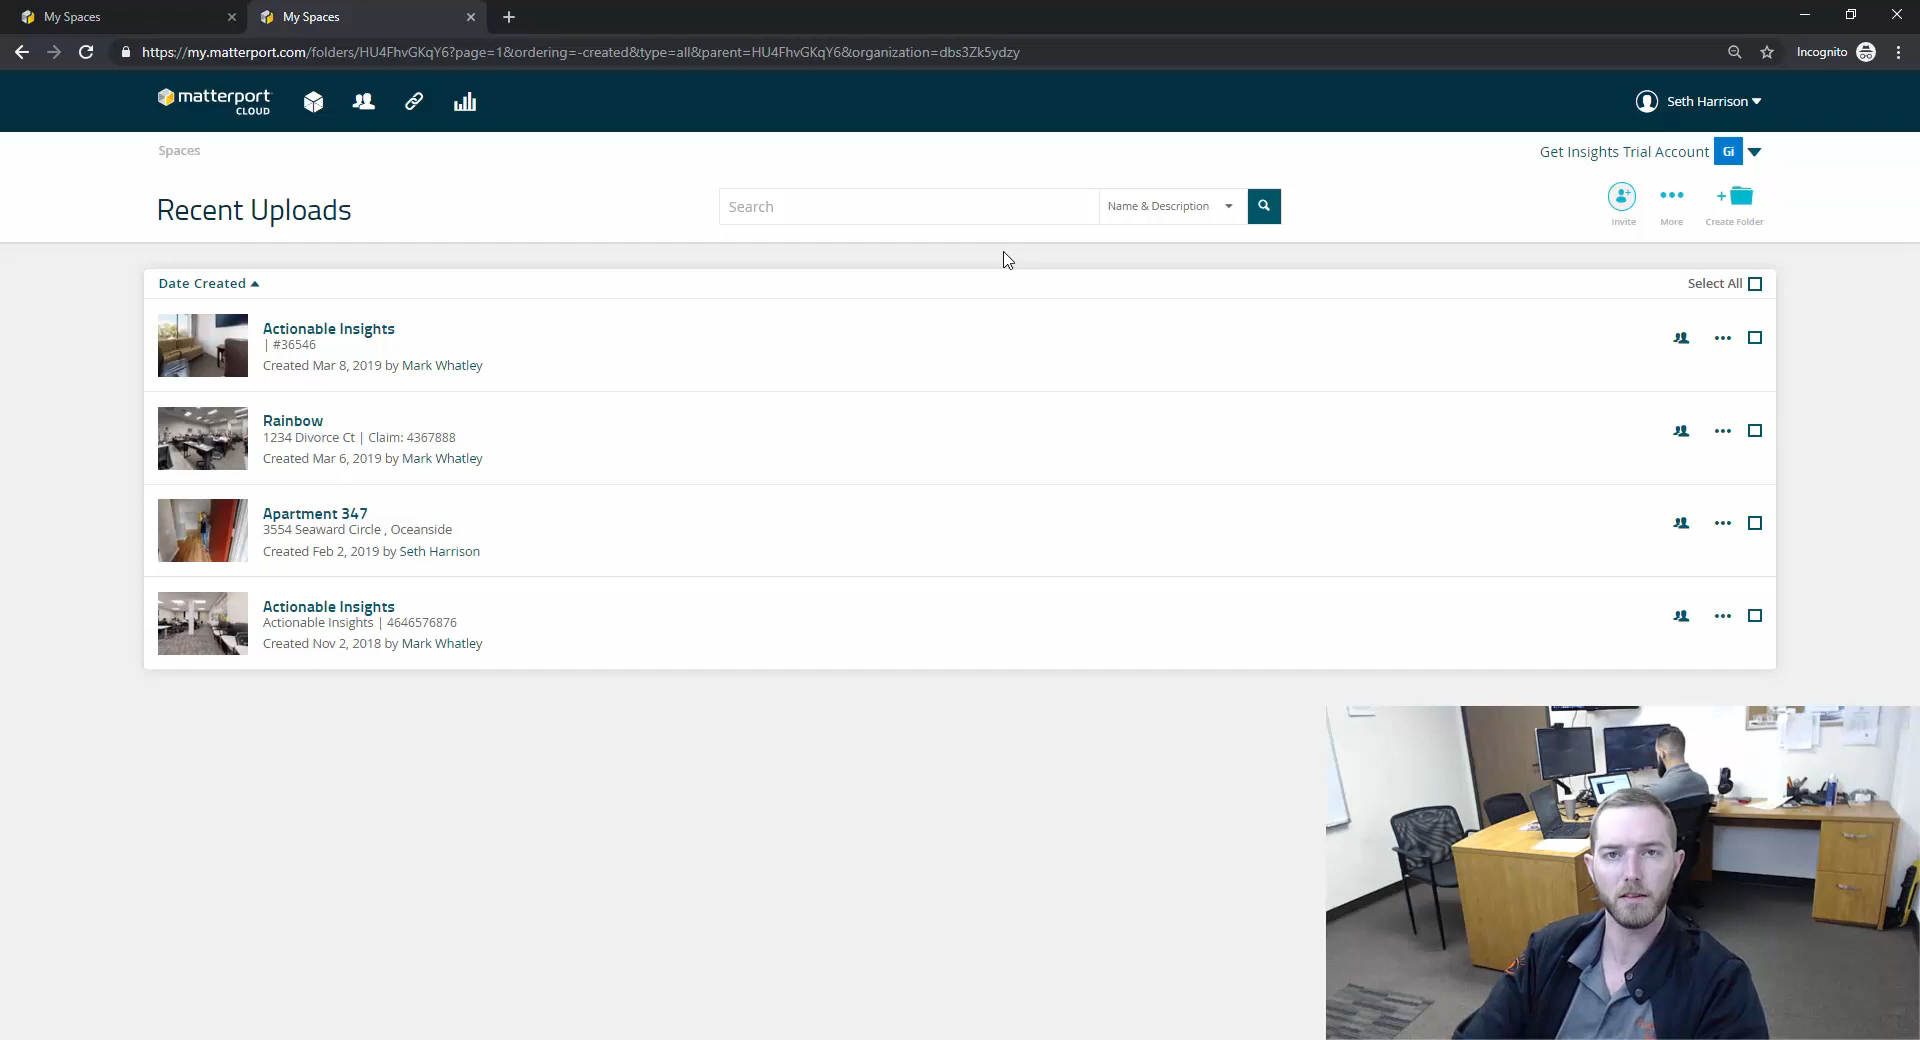 My Spaces
My Spaces
https://my.matterport.com/folders/HU4FhvGKqY6?page=1&ordering=-created&type=all&parent=HU4FhvGKqY6&organization=dbs3Zk5ydzy
Incognito
matterport
CLOUD
Seth Harrison
Spaces
Get Insights Trial Account
Gi
Recent Uploads
Search
Name & Description
Invite
More
Create Folder
Date Created
Select All
Actionable Insights
| #36546
Created Mar 8, 2019 by Mark Whatley
Rainbow
1234 Divorce Ct | Claim: 4367888
Created Mar 6, 2019 by Mark Whatley
Apartment 347
3554 Seaward Circle , Oceanside
Created Feb 2, 2019 by Seth Harrison
Actionable Insights
Actionable Insights | 4646576876
Created Nov 2, 2018 by Mark Whatley